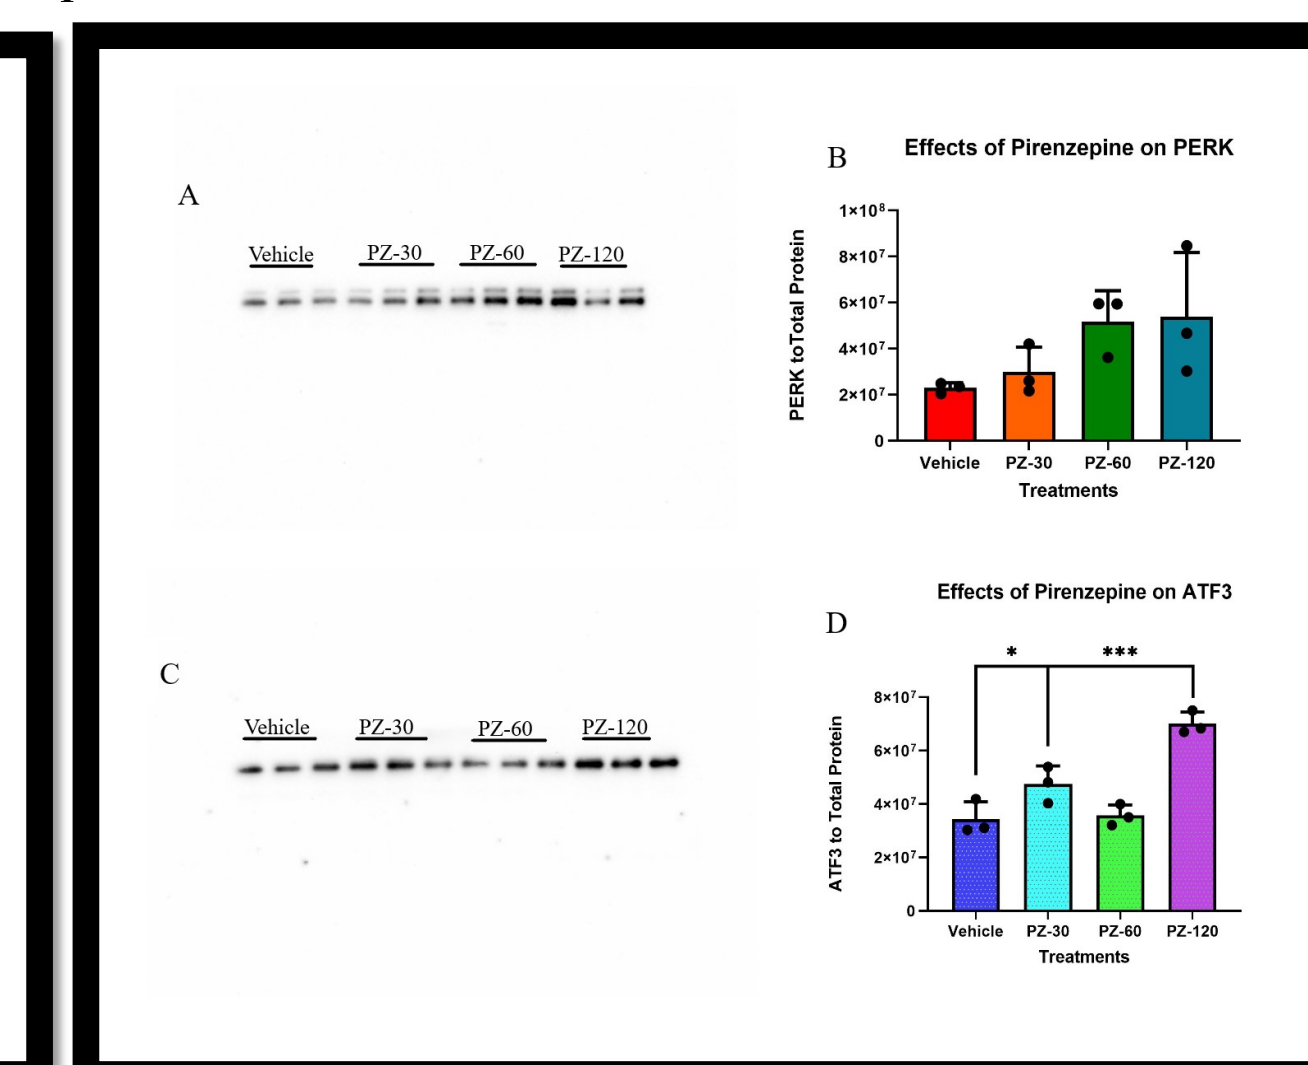 A
Vehicle PZ-30 PZ-60 PZ-120
B
Effects of Pirenzepine on PERK
PERK toTotal Protein
1×10⁸
8×10⁷
6×10⁷
4×10⁷
2×10⁷
0
Vehicle PZ-30 PZ-60 PZ-120
Treatments
C
Vehicle PZ-30 PZ-60 PZ-120
Effects of Pirenzepine on ATF3
D
* ***
ATF3 to Total Protein
8×10⁷
6×10⁷
4×10⁷
2×10⁷
0
Vehicle PZ-30 PZ-60 PZ-120
Treatments